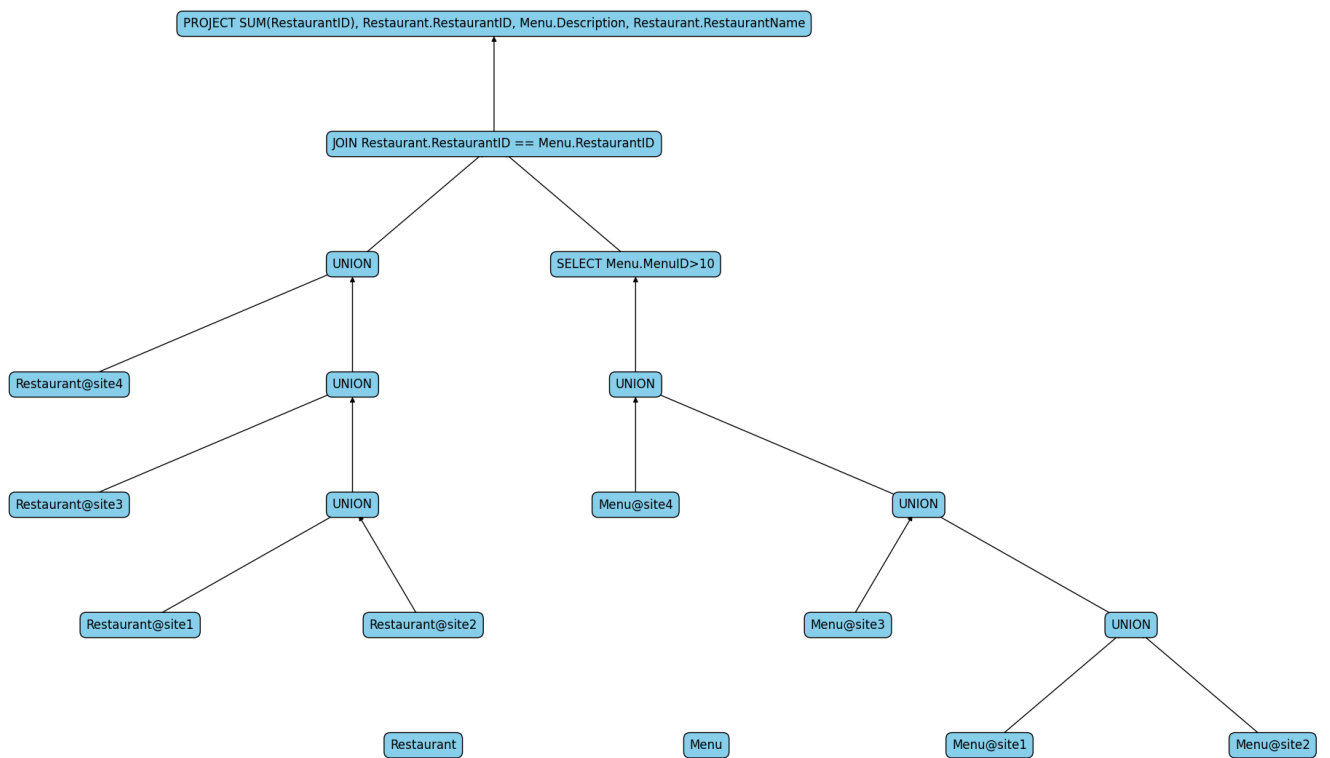 PROJECT SUM(RestaurantID), Restaurant.RestaurantID, Menu.Description, Restaurant.RestaurantName
JOIN Restaurant.RestaurantID == Menu.RestaurantID
UNION
SELECT Menu.MenuID>10
Restaurant@site4
UNION
UNION
Restaurant@site3
UNION
Menu@site4
UNION
Restaurant@site1
Restaurant@site2
Menu@site3
UNION
Restaurant
Menu
Menu@site1
Menu@site2